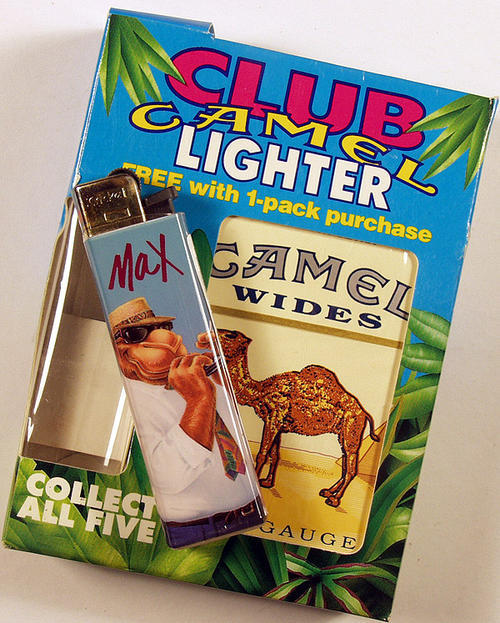 CLUB
CAMEL
LIGHTER
FREE with 1-pack purchase
Max
CAMEL
WIDES
GAUGE
COLLECT
ALL FIVE